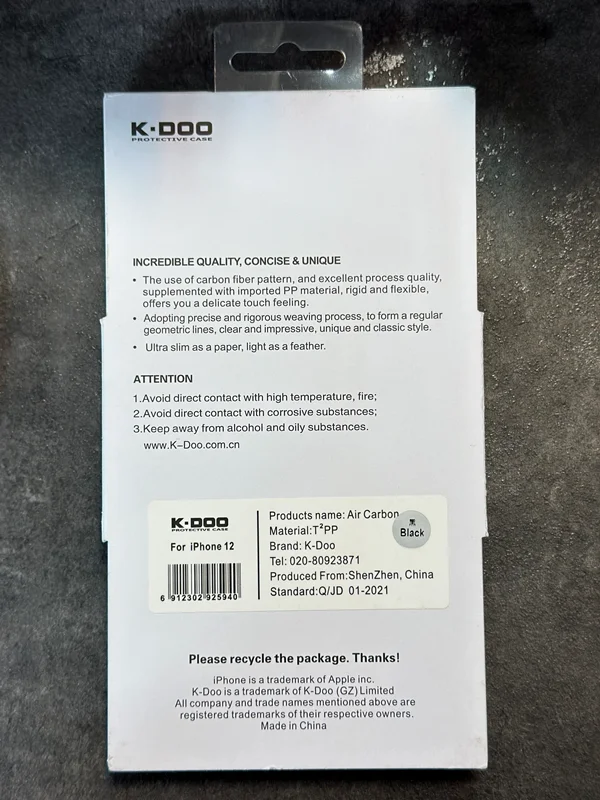 K·DOO
PROTECTIVE CASE
INCREDIBLE QUALITY, CONCISE & UNIQUE
• The use of carbon fiber pattern, and excellent process quality,
supplemented with imported PP material, rigid and flexible,
offers you a delicate touch feeling.
• Adopting precise and rigorous weaving process, to form a regular
geometric lines, clear and impressive, unique and classic style.
• Ultra slim as a paper, light as a feather.
ATTENTION
1.Avoid direct contact with high temperature, fire;
2.Avoid direct contact with corrosive substances;
3.Keep away from alcohol and oily substances.
www.K-Doo.com.cn
K·DOO
PROTECTIVE CASE
For iPhone 12
6 912302 925940
Products name: Air Carbon
Material:T²PP
Brand: K-Doo
Tel: 020-80923871
Produced From:ShenZhen, China
Standard:Q/JD 01-2021
黑
Black
Please recycle the package. Thanks!
iPhone is a trademark of Apple inc.
K-Doo is a trademark of K-Doo (GZ) Limited
All company and trade names mentioned above are
registered trademarks of their respective owners.
Made in China